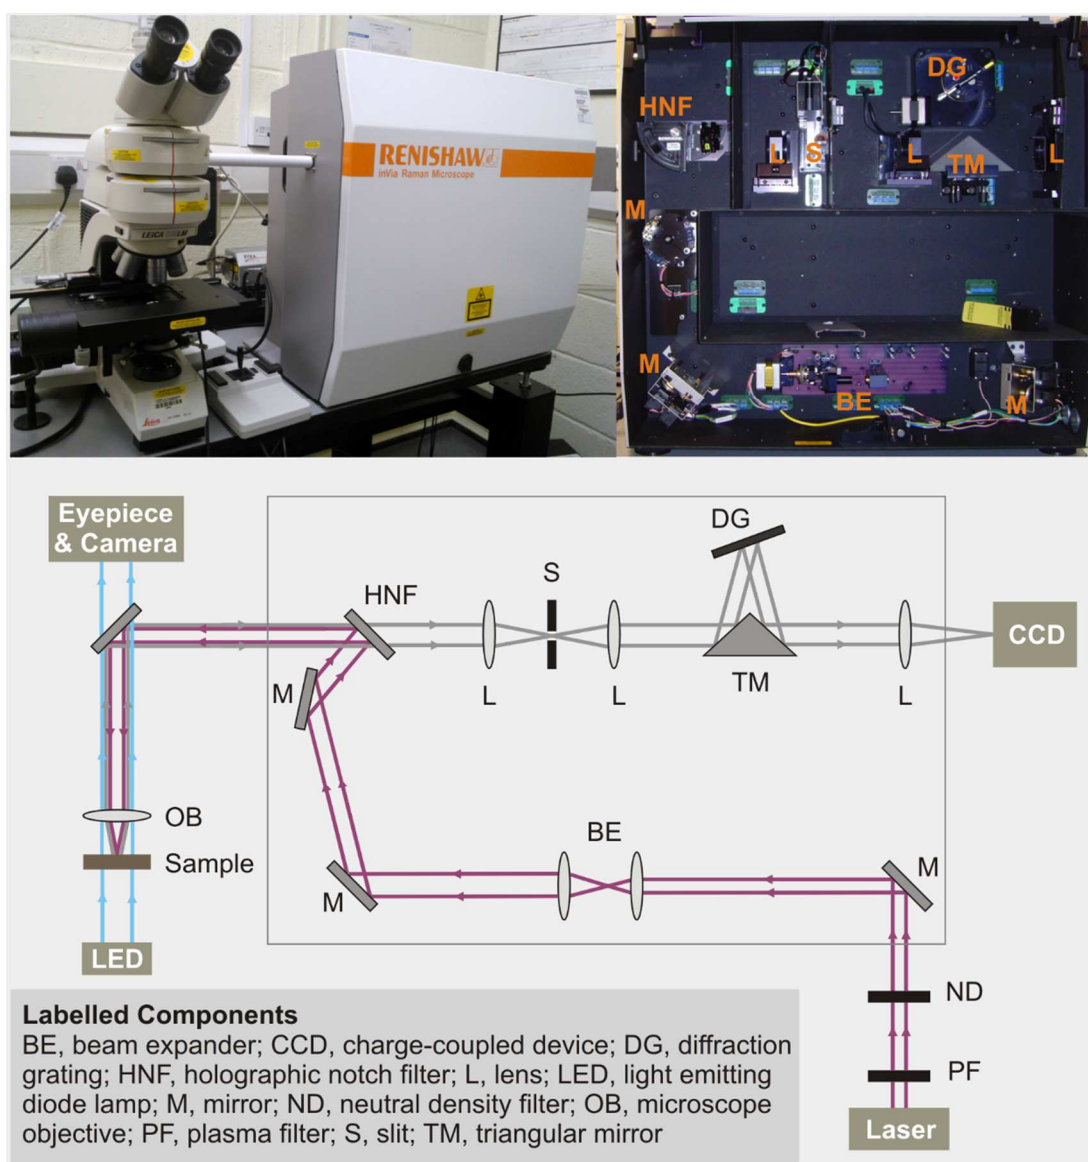 RENISHAW
inVia Raman Microscope
LEICA
Leica
DG
HNF
L
S
L
TM
L
M
M
BE
M
Eyepiece
& Camera
DG
HNF
S
CCD
L
L
TM
L
M
OB
Sample
BE
M
M
LED
ND
PF
Laser
Labelled Components
BE, beam expander; CCD, charge-coupled device; DG, diffraction
grating; HNF, holographic notch filter; L, lens; LED, light emitting
diode lamp; M, mirror; ND, neutral density filter; OB, microscope
objective; PF, plasma filter; S, slit; TM, triangular mirror